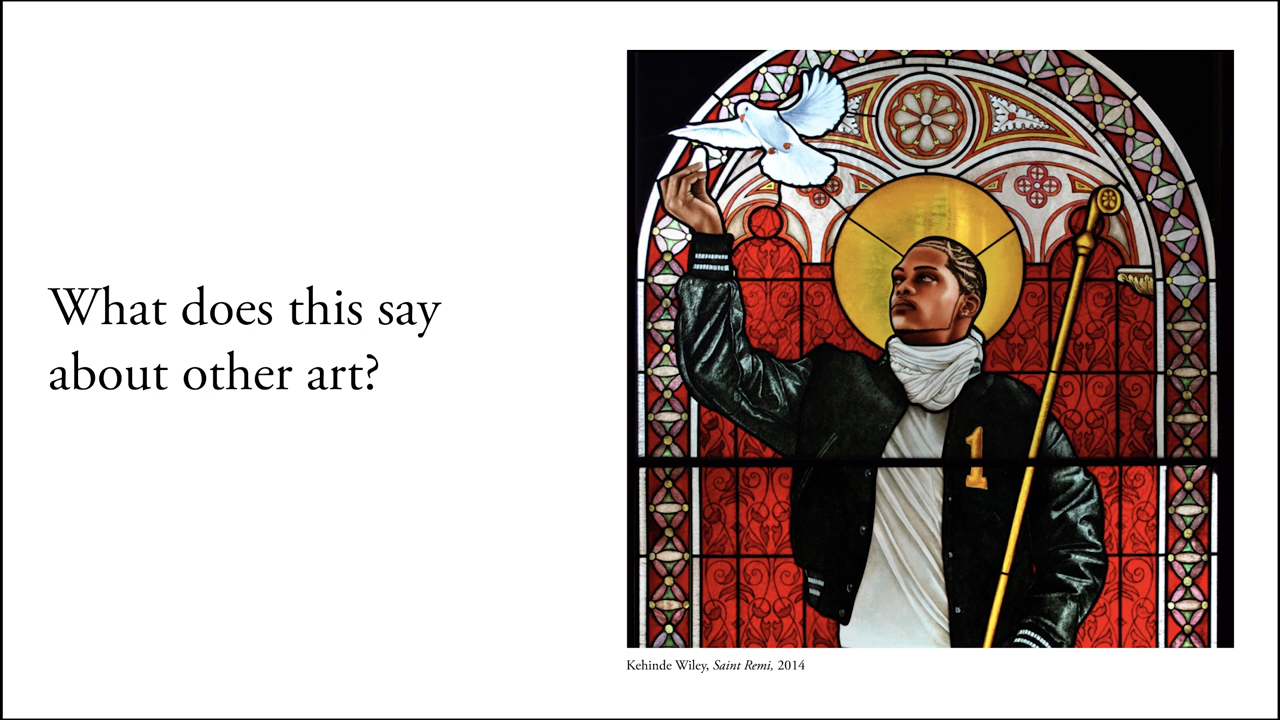 What does this say
about other art?
1
Kehinde Wiley, Saint Remi, 2014